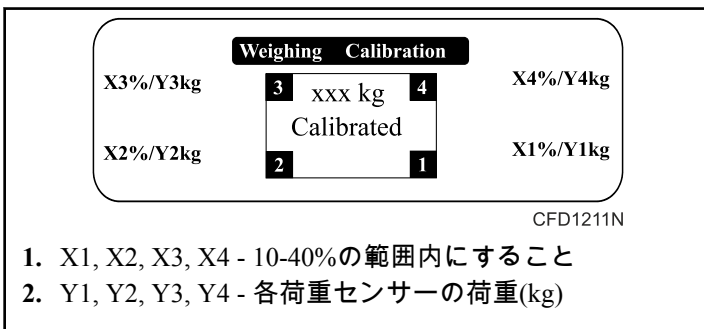 Weighing Calibration
X3%/Y3kg
3
xxx kg
4
X4%/Y4kg
Calibrated
X2%/Y2kg
2
1
X1%/Y1kg
CFD1211N
1. X1, X2, X3, X4 - 10-40%の範囲内にすること
2. Y1, Y2, Y3, Y4 - 各荷重センサーの荷重(kg)